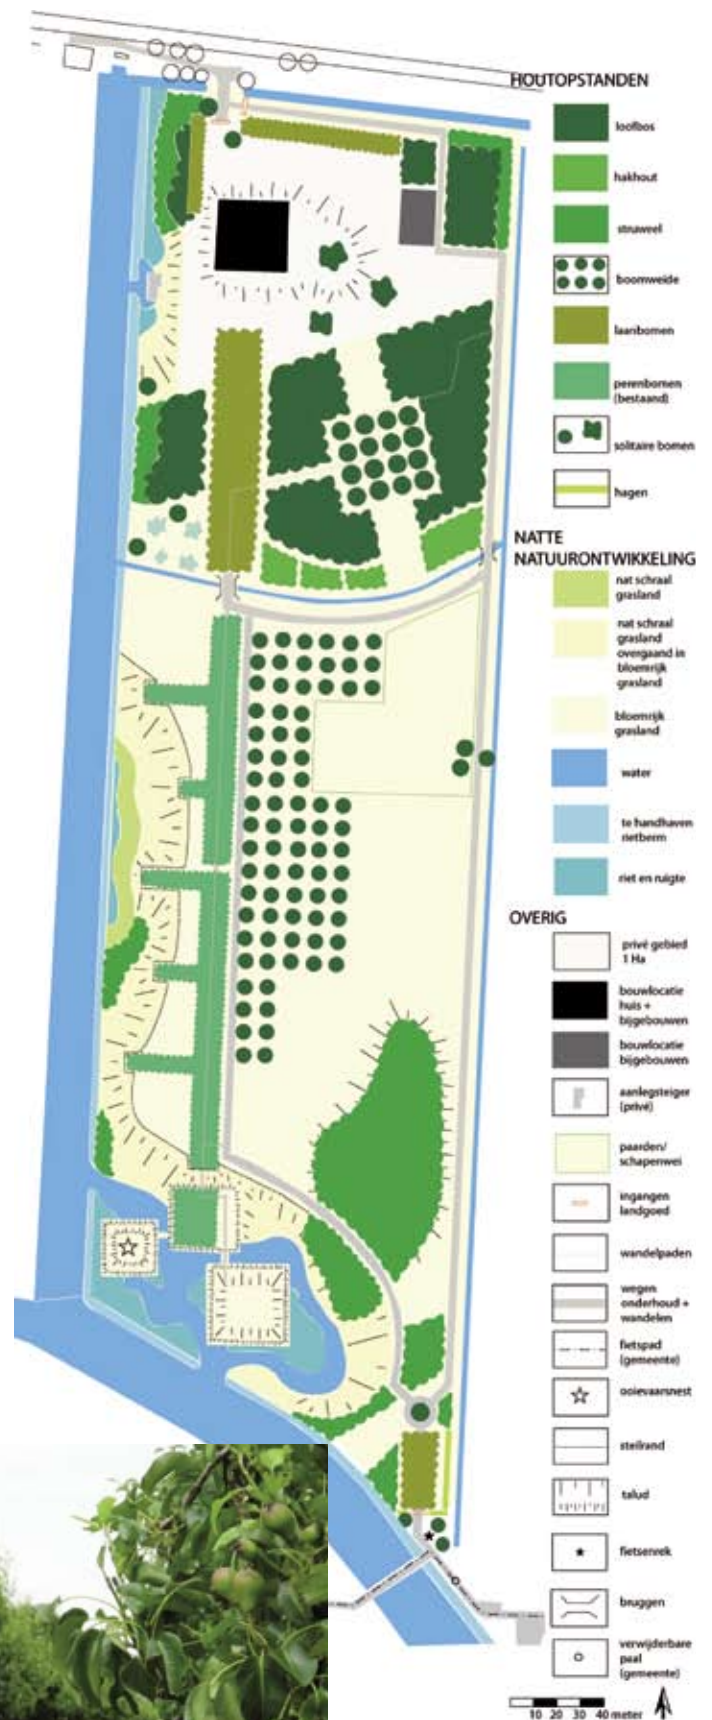 HOUTOPSTANDEN
loofbos
hakhout
struweel
boomweide
laanbomen
perenbomen
(bestaand)
solitaire bomen
hagen
NATTE
NATUURONTWIKKELING
nat schraal
grasland
nat schraal
grasland
overgaand in
bloemrijk
grasland
bloemrijk
grasland
water
te handhaven
rietberm
riet en ruigte
OVERIG
privé gebied
1 Ha
bouwlocatie
huis +
bijgebouwen
bouwlocatie
bijgebouwen
aanlegsteiger
(privé)
paarden/
schapenwei
ingangen
landgoed
wandelpaden
wegen
onderhoud +
wandelen
fietspad
(gemeente)
ooievaarsnest
steilrand
talud
fietsenrek
bruggen
verwijderbare
paal
(gemeente)
10 20 30 40 meter